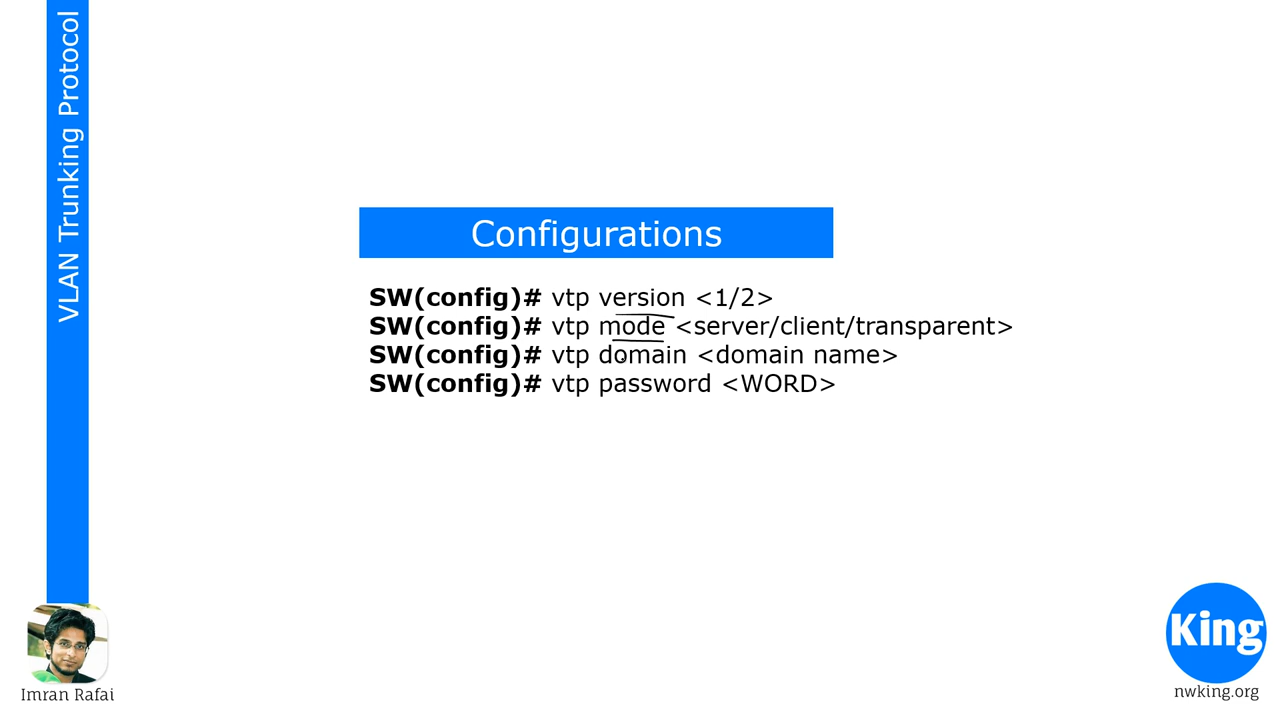 VLAN Trunking Protocol
Configurations
SW(config)# vtp version <1/2>
SW(config)# vtp mode <server/client/transparent>
SW(config)# vtp domain <domain name>
SW(config)# vtp password <WORD>
Imran Rafai
King
nwking.org